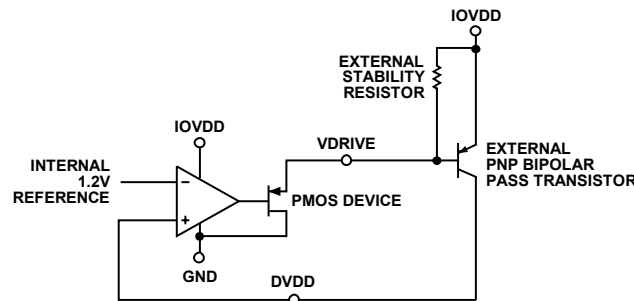 IOVDD
EXTERNAL
STABILITY
RESISTOR
IOVDD
VDRIVE
EXTERNAL
PNP BIPOLAR
PASS TRANSISTOR
INTERNAL
1.2V
REFERENCE
−
+
PMOS DEVICE
GND
DVDD